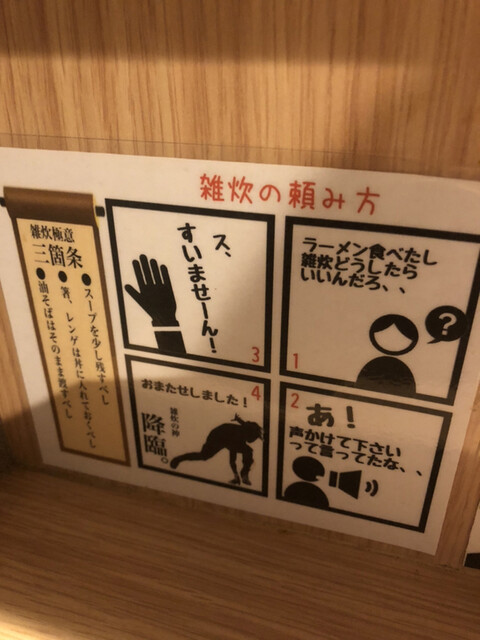 雑炊の頼み方
ラーメン食べたし
雑炊どうしたら
いいんだろ、、
?
1
2
あ!
声かけて下さい
って言ってたな、、
ス、
すいませーん!
3
4
おまたせしました!
雑炊の神
降臨。
雑炊極意
三箇条
●スープを少し残すべし
●箸、レンゲは丼に入れておくべし
●油そばはそのまま渡すべし